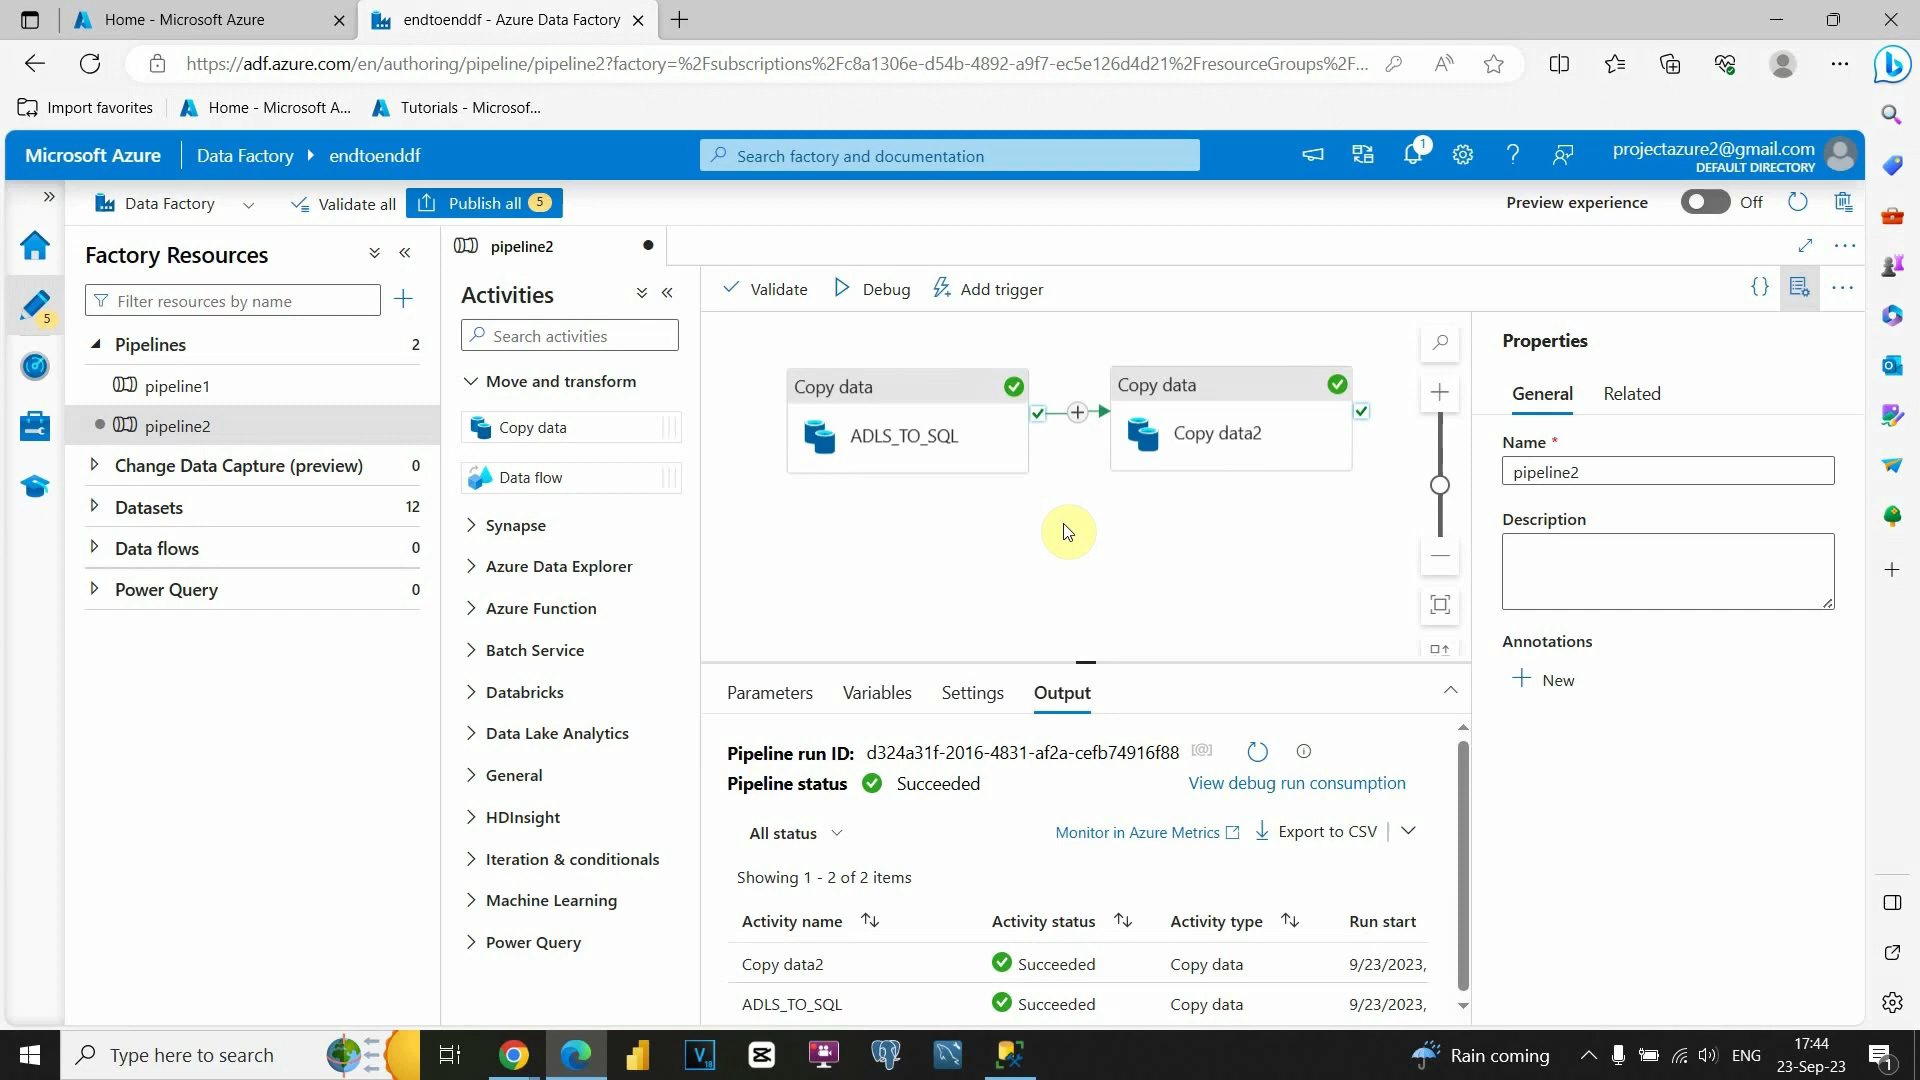 Home - Microsoft Azure
endtoenddf - Azure Data Factory
https://adf.azure.com/en/authoring/pipeline/pipeline2?factory=%2Fsubscriptions%2Fc8a1306e-d54b-4892-a9f7-ec5e126d4d21%2FresourceGroups%2F...
Import favorites
Home - Microsoft A...
Tutorials - Microsof...
Microsoft Azure
Data Factory
endtoenddf
Search factory and documentation
1
projectazure2@gmail.com
DEFAULT DIRECTORY
Data Factory
Validate all
Publish all 5
Preview experience
Off
Factory Resources
Filter resources by name
5
Pipelines 2
pipeline1
pipeline2
Change Data Capture (preview) 0
Datasets 12
Data flows 0
Power Query 0
pipeline2
Activities
Search activities
Move and transform
Copy data
Data flow
Synapse
Azure Data Explorer
Azure Function
Batch Service
Databricks
Data Lake Analytics
General
HDInsight
Iteration & conditionals
Machine Learning
Power Query
Validate
Debug
Add trigger
{}
Copy data
ADLS_TO_SQL
Copy data
Copy data2
Parameters
Variables
Settings
Output
Pipeline run ID: d324a31f-2016-4831-af2a-cefb74916f88
Pipeline status Succeeded
View debug run consumption
All status
Monitor in Azure Metrics
Export to CSV
Showing 1 - 2 of 2 items
Activity name Activity status Activity type Run start
Copy data2 Succeeded Copy data 9/23/2023,
ADLS_TO_SQL Succeeded Copy data 9/23/2023,
Properties
General
Related
Name *
pipeline2
Description
Annotations
New
Type here to search
Rain coming
ENG
17:44
23-Sep-23
1